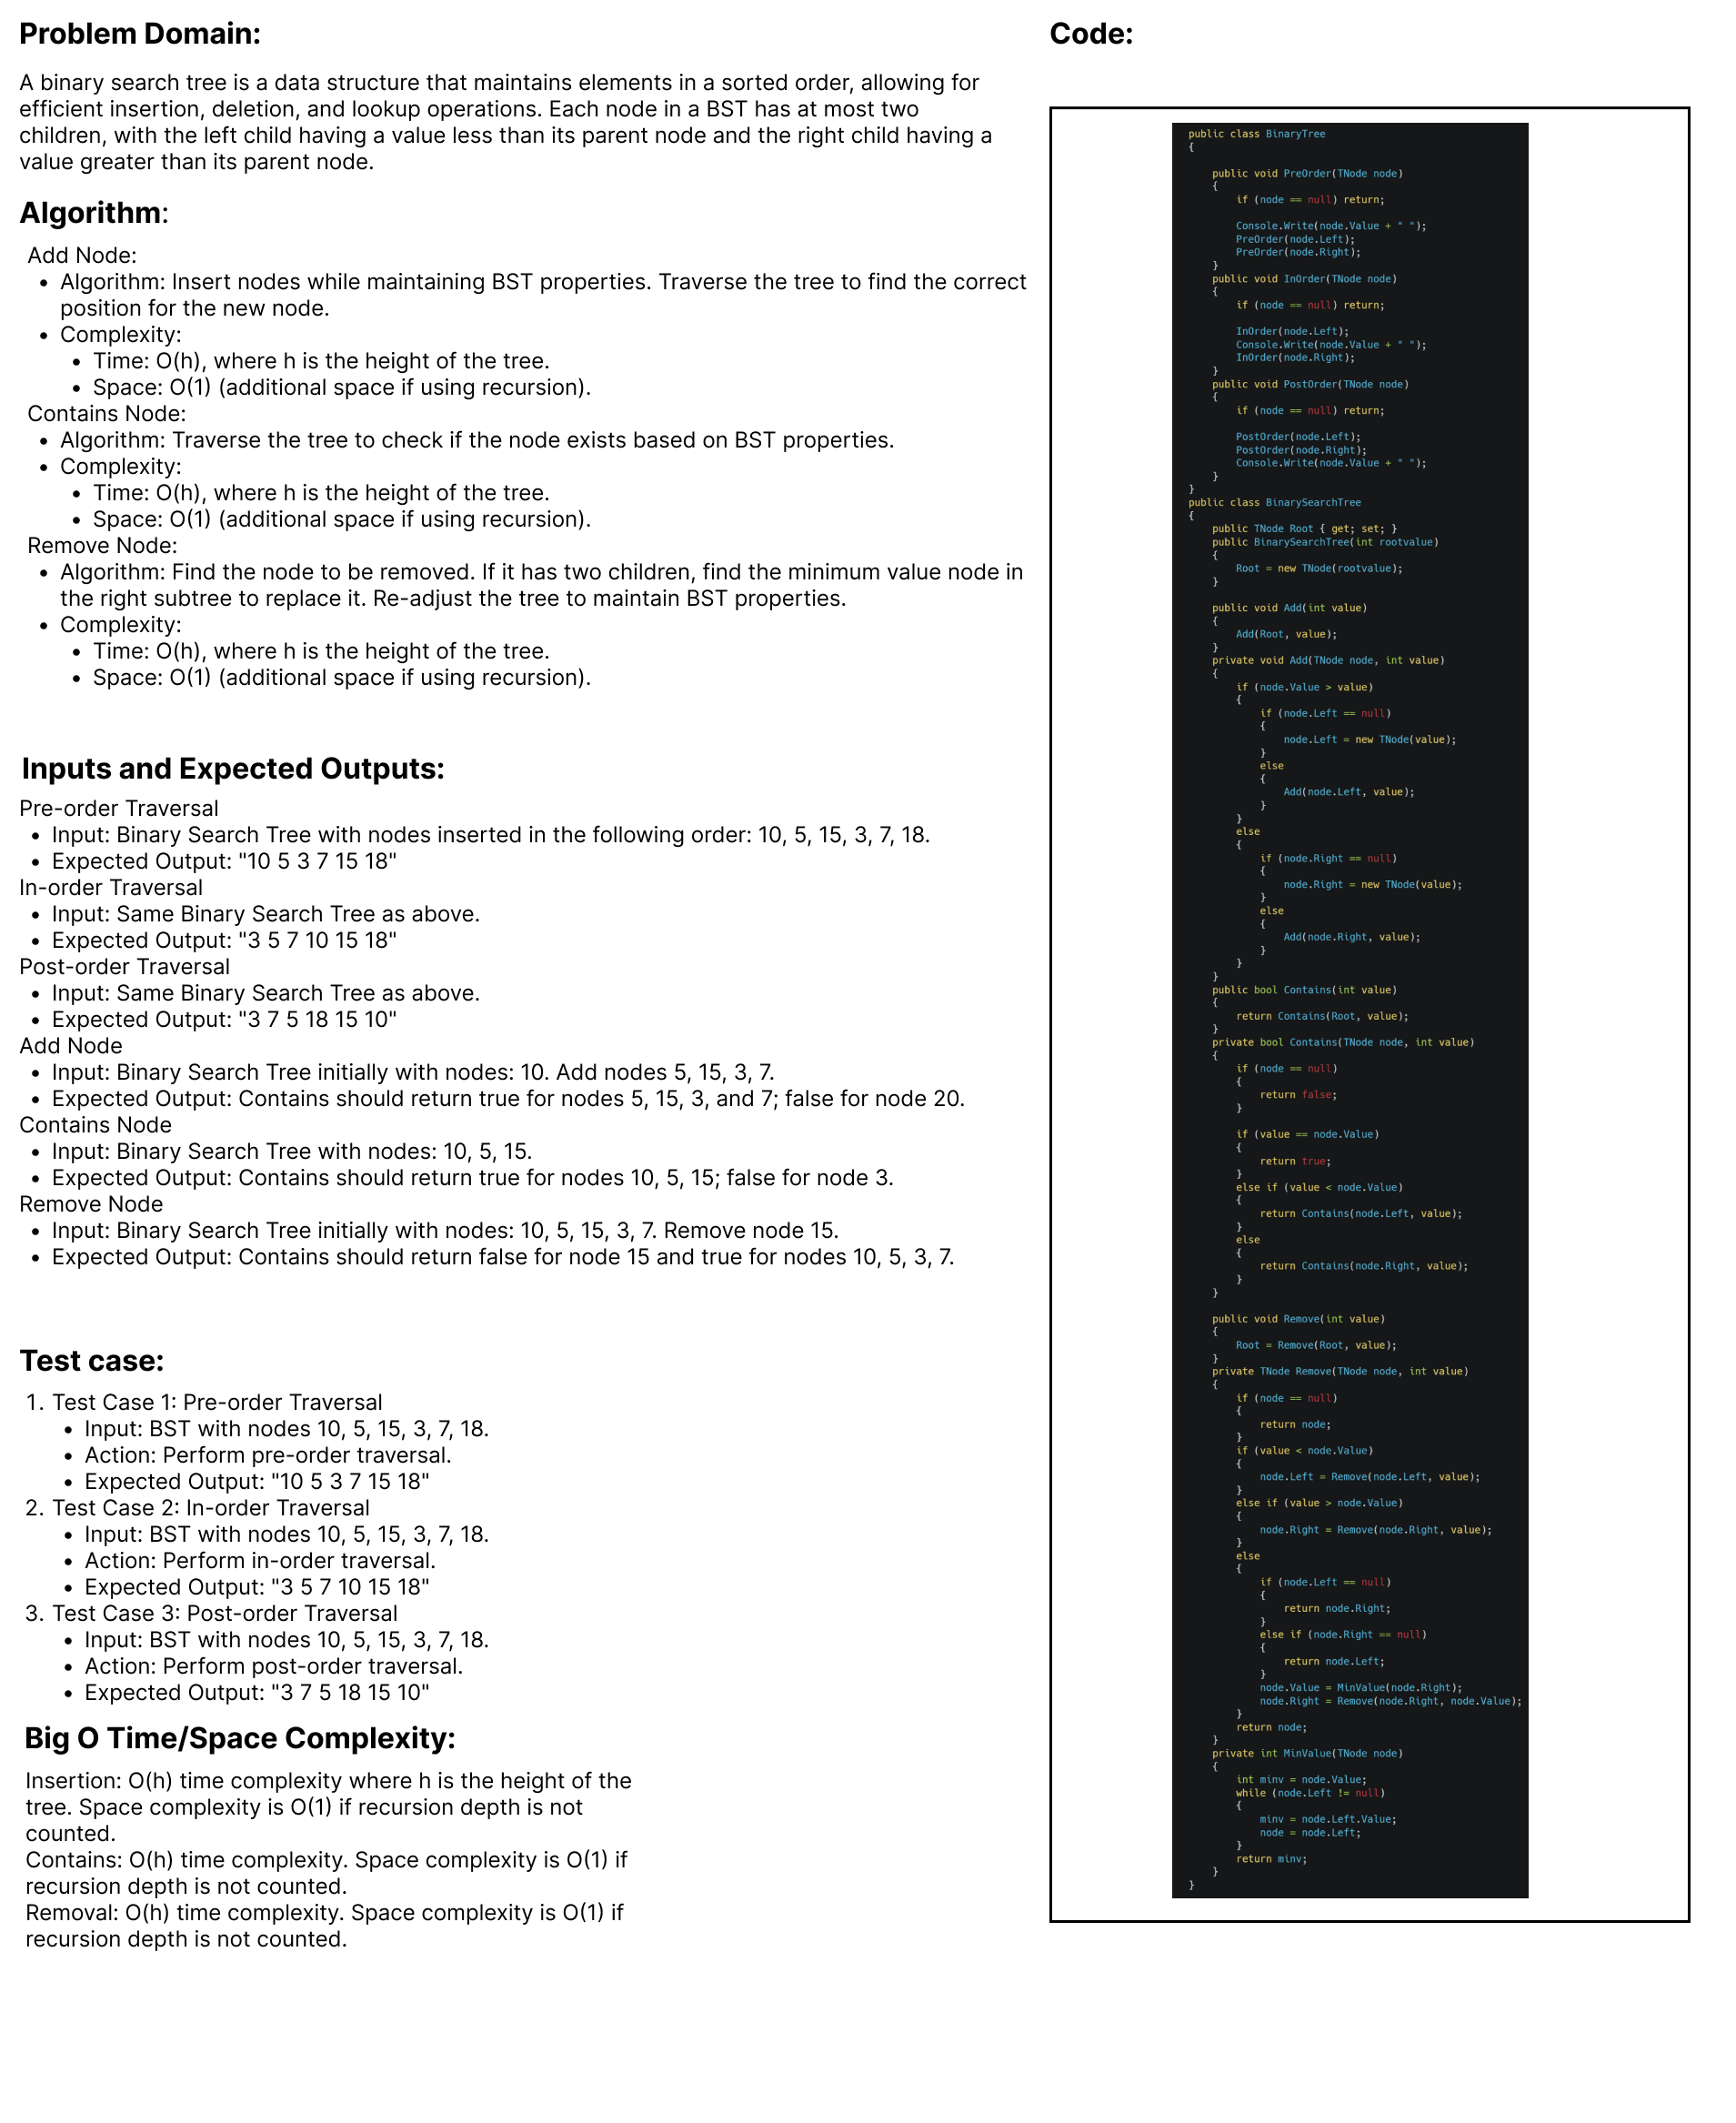 Problem Domain:
A binary search tree is a data structure that maintains elements in a sorted order, allowing for
efficient insertion, deletion, and lookup operations. Each node in a BST has at most two
children, with the left child having a value less than its parent node and the right child having a
value greater than its parent node.
Algorithm:
Add Node:
• Algorithm: Insert nodes while maintaining BST properties. Traverse the tree to find the correct
position for the new node.
• Complexity:
• Time: O(h), where h is the height of the tree.
• Space: O(1) (additional space if using recursion).
Contains Node:
• Algorithm: Traverse the tree to check if the node exists based on BST properties.
• Complexity:
• Time: O(h), where h is the height of the tree.
• Space: O(1) (additional space if using recursion).
Remove Node:
• Algorithm: Find the node to be removed. If it has two children, find the minimum value node in
the right subtree to replace it. Re-adjust the tree to maintain BST properties.
• Complexity:
• Time: O(h), where h is the height of the tree.
• Space: O(1) (additional space if using recursion).
Inputs and Expected Outputs:
Pre-order Traversal
• Input: Binary Search Tree with nodes inserted in the following order: 10, 5, 15, 3, 7, 18.
• Expected Output: "10 5 3 7 15 18"
In-order Traversal
• Input: Same Binary Search Tree as above.
• Expected Output: "3 5 7 10 15 18"
Post-order Traversal
• Input: Same Binary Search Tree as above.
• Expected Output: "3 7 5 18 15 10"
Add Node
• Input: Binary Search Tree initially with nodes: 10. Add nodes 5, 15, 3, 7.
• Expected Output: Contains should return true for nodes 5, 15, 3, and 7; false for node 20.
Contains Node
• Input: Binary Search Tree with nodes: 10, 5, 15.
• Expected Output: Contains should return true for nodes 10, 5, 15; false for node 3.
Remove Node
• Input: Binary Search Tree initially with nodes: 10, 5, 15, 3, 7. Remove node 15.
• Expected Output: Contains should return false for node 15 and true for nodes 10, 5, 3, 7.
Test case:
1. Test Case 1: Pre-order Traversal
• Input: BST with nodes 10, 5, 15, 3, 7, 18.
• Action: Perform pre-order traversal.
• Expected Output: "10 5 3 7 15 18"
2. Test Case 2: In-order Traversal
• Input: BST with nodes 10, 5, 15, 3, 7, 18.
• Action: Perform in-order traversal.
• Expected Output: "3 5 7 10 15 18"
3. Test Case 3: Post-order Traversal
• Input: BST with nodes 10, 5, 15, 3, 7, 18.
• Action: Perform post-order traversal.
• Expected Output: "3 7 5 18 15 10"
Big O Time/Space Complexity:
Insertion: O(h) time complexity where h is the height of the
tree. Space complexity is O(1) if recursion depth is not
counted.
Contains: O(h) time complexity. Space complexity is O(1) if
recursion depth is not counted.
Removal: O(h) time complexity. Space complexity is O(1) if
recursion depth is not counted.
Code:
public class BinaryTree
{
public void PreOrder(TNode node)
{
if (node == null) return;
Console.Write(node.Value + " ");
PreOrder(node.Left);
PreOrder(node.Right);
}
public void InOrder(TNode node)
{
if (node == null) return;
InOrder(node.Left);
Console.Write(node.Value + " ");
InOrder(node.Right);
}
public void PostOrder(TNode node)
{
if (node == null) return;
PostOrder(node.Left);
PostOrder(node.Right);
Console.Write(node.Value + " ");
}
}
public class BinarySearchTree
{
public TNode Root { get; set; }
public BinarySearchTree(int rootvalue)
{
Root = new TNode(rootvalue);
}
public void Add(int value)
{
Add(Root, value);
}
private void Add(TNode node, int value)
{
if (node.Value > value)
{
if (node.Left == null)
{
node.Left = new TNode(value);
}
else
{
Add(node.Left, value);
}
}
else
{
if (node.Right == null)
{
node.Right = new TNode(value);
}
else
{
Add(node.Right, value);
}
}
}
public bool Contains(int value)
{
return Contains(Root, value);
}
private bool Contains(TNode node, int value)
{
if (node == null)
{
return false;
}
if (value == node.Value)
{
return true;
}
else if (value < node.Value)
{
return Contains(node.Left, value);
}
else
{
return Contains(node.Right, value);
}
}
public void Remove(int value)
{
Root = Remove(Root, value);
}
private TNode Remove(TNode node, int value)
{
if (node == null)
{
return node;
}
if (value < node.Value)
{
node.Left = Remove(node.Left, value);
}
else if (value > node.Value)
{
node.Right = Remove(node.Right, value);
}
else
{
if (node.Left == null)
{
return node.Right;
}
else if (node.Right == null)
{
return node.Left;
}
node.Value = MinValue(node.Right);
node.Right = Remove(node.Right, node.Value);
}
return node;
}
private int MinValue(TNode node)
{
int minv = node.Value;
while (node.Left != null)
{
minv = node.Left.Value;
node = node.Left;
}
return minv;
}
}